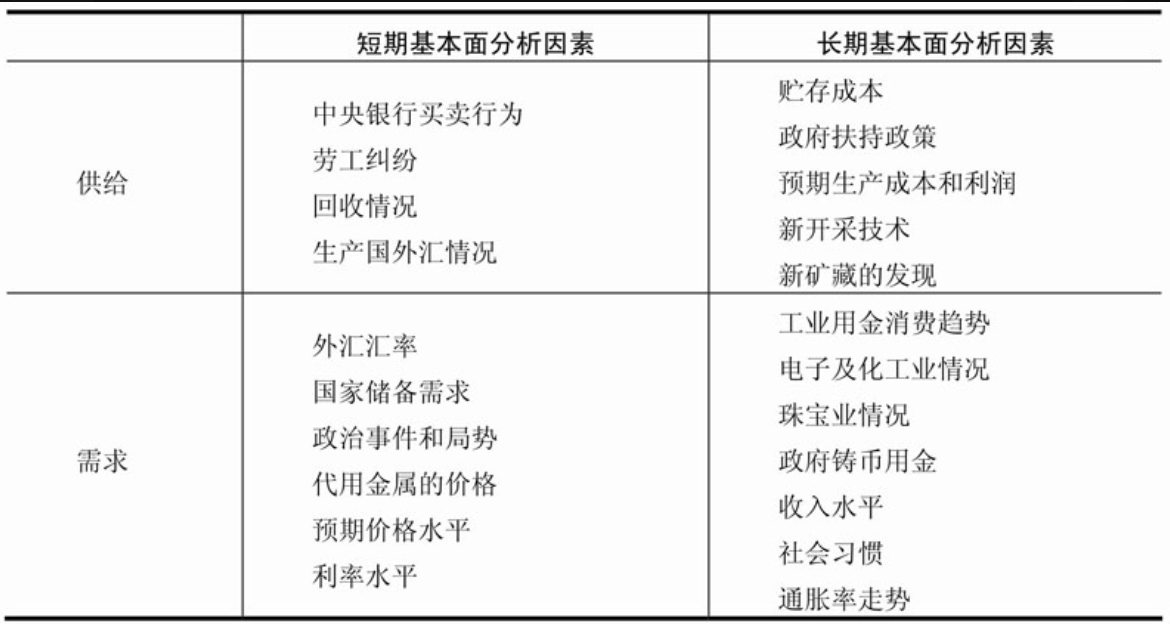 短期基本面分析因素
长期基本面分析因素
供给
中央银行买卖行为
劳工纠纷
回收情况
生产国外汇情况
贮存成本
政府扶持政策
预期生产成本和利润
新开采技术
新矿藏的发现
需求
外汇汇率
国家储备需求
政治事件和局势
代用金属的价格
预期价格水平
利率水平
工业用金消费趋势
电子及化工业情况
珠宝业情况
政府铸币用金
收入水平
社会习惯
通胀率走势